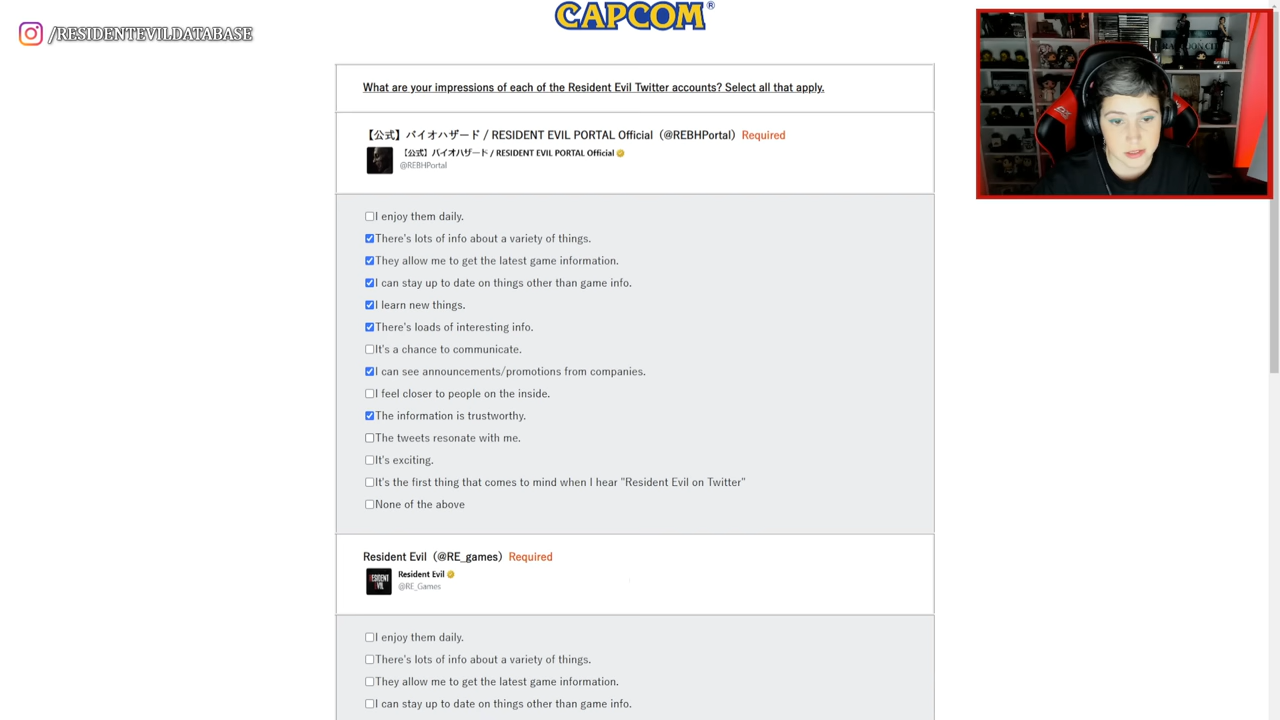 /RESIDENTEVILDATABASE
CAPCOM®
What are your impressions of each of the Resident Evil Twitter accounts? Select all that apply.
【公式】バイオハザード / RESIDENT EVIL PORTAL Official（@REBHPortal）Required
【公式】バイオハザード / RESIDENT EVIL PORTAL Official
@REBHPortal
I enjoy them daily.
There's lots of info about a variety of things.
They allow me to get the latest game information.
I can stay up to date on things other than game info.
I learn new things.
There's loads of interesting info.
It's a chance to communicate.
I can see announcements/promotions from companies.
I feel closer to people on the inside.
The information is trustworthy.
The tweets resonate with me.
It's exciting.
It's the first thing that comes to mind when I hear "Resident Evil on Twitter"
None of the above
Resident Evil（@RE_games）Required
RESIDENT
EVIL
Resident Evil
@RE_Games
I enjoy them daily.
There's lots of info about a variety of things.
They allow me to get the latest game information.
I can stay up to date on things other than game info.